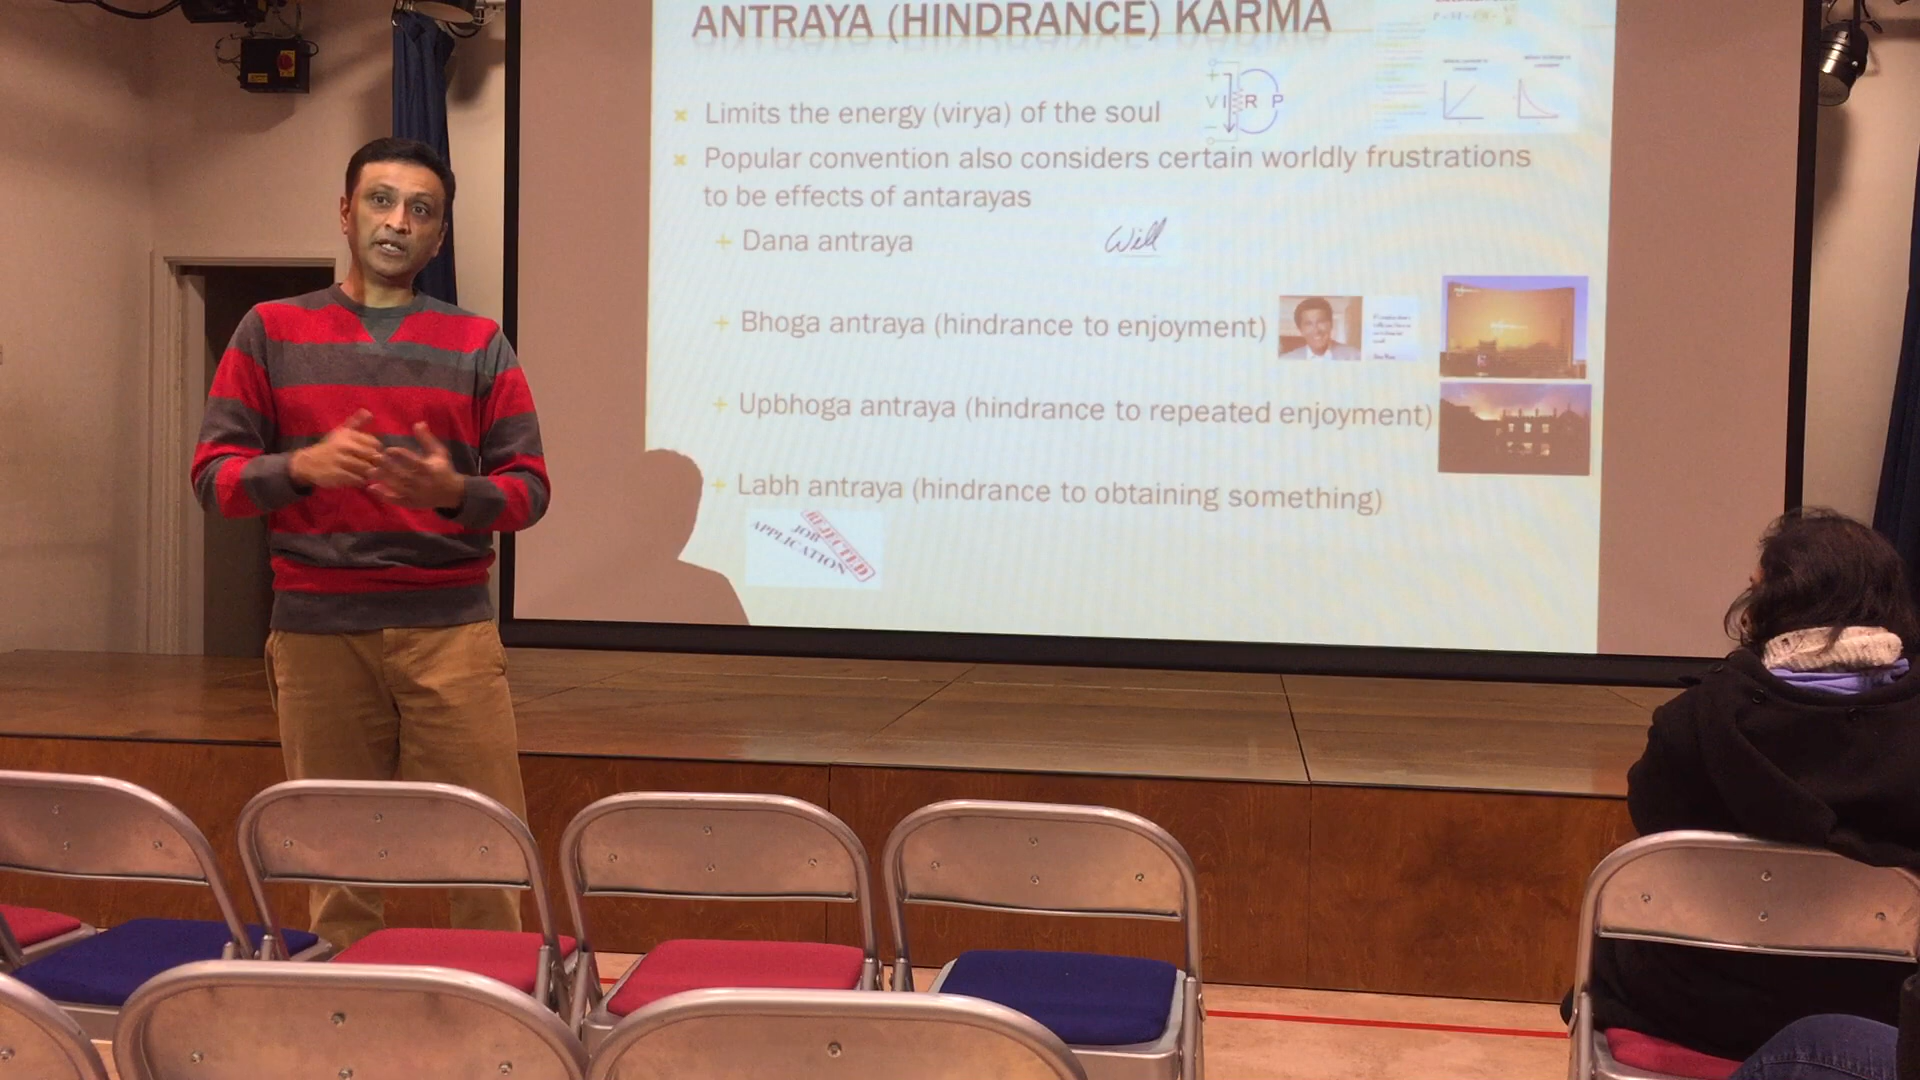 ANTRAYA (HINDRANCE) KARMA
Limits the energy (virya) of the soul
V I R P
Popular convention also considers certain worldly frustrations
to be effects of antarayas
Dana antraya
Will
Bhoga antraya (hindrance to enjoyment)
Upbhoga antraya (hindrance to repeated enjoyment)
Labh antraya (hindrance to obtaining something)
REJECTED
JOB
APPLICATION